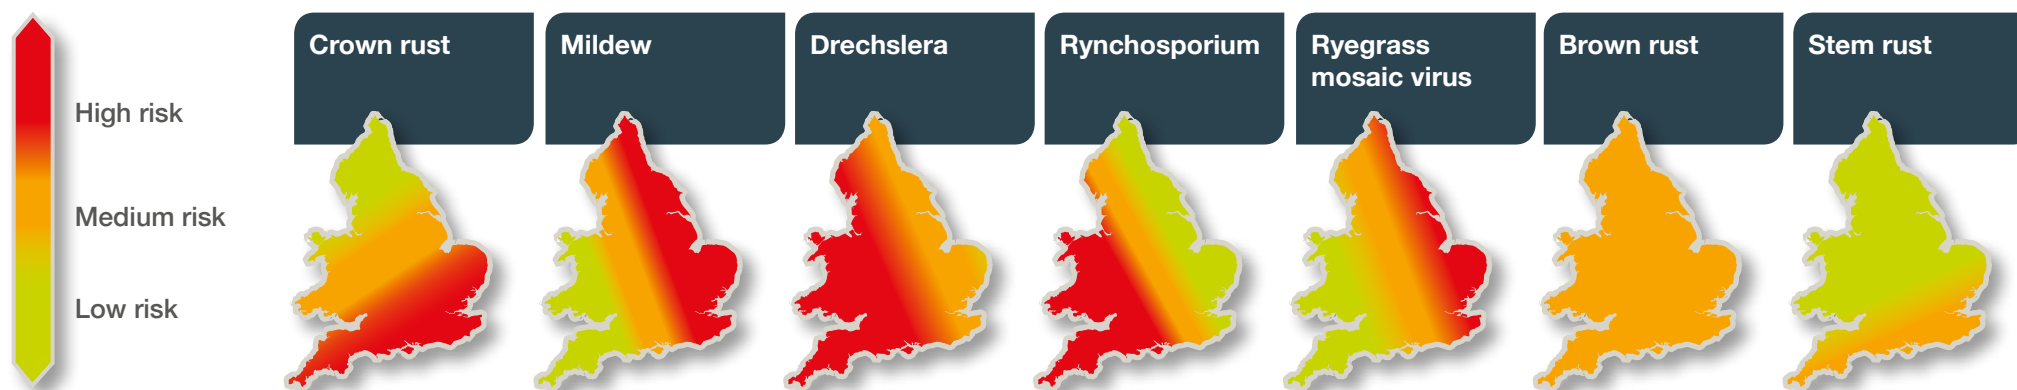 High risk
Medium risk
Low risk
Crown rust
Mildew
Drechslera
Rynchosporium
Ryegrass
mosaic virus
Brown rust
Stem rust